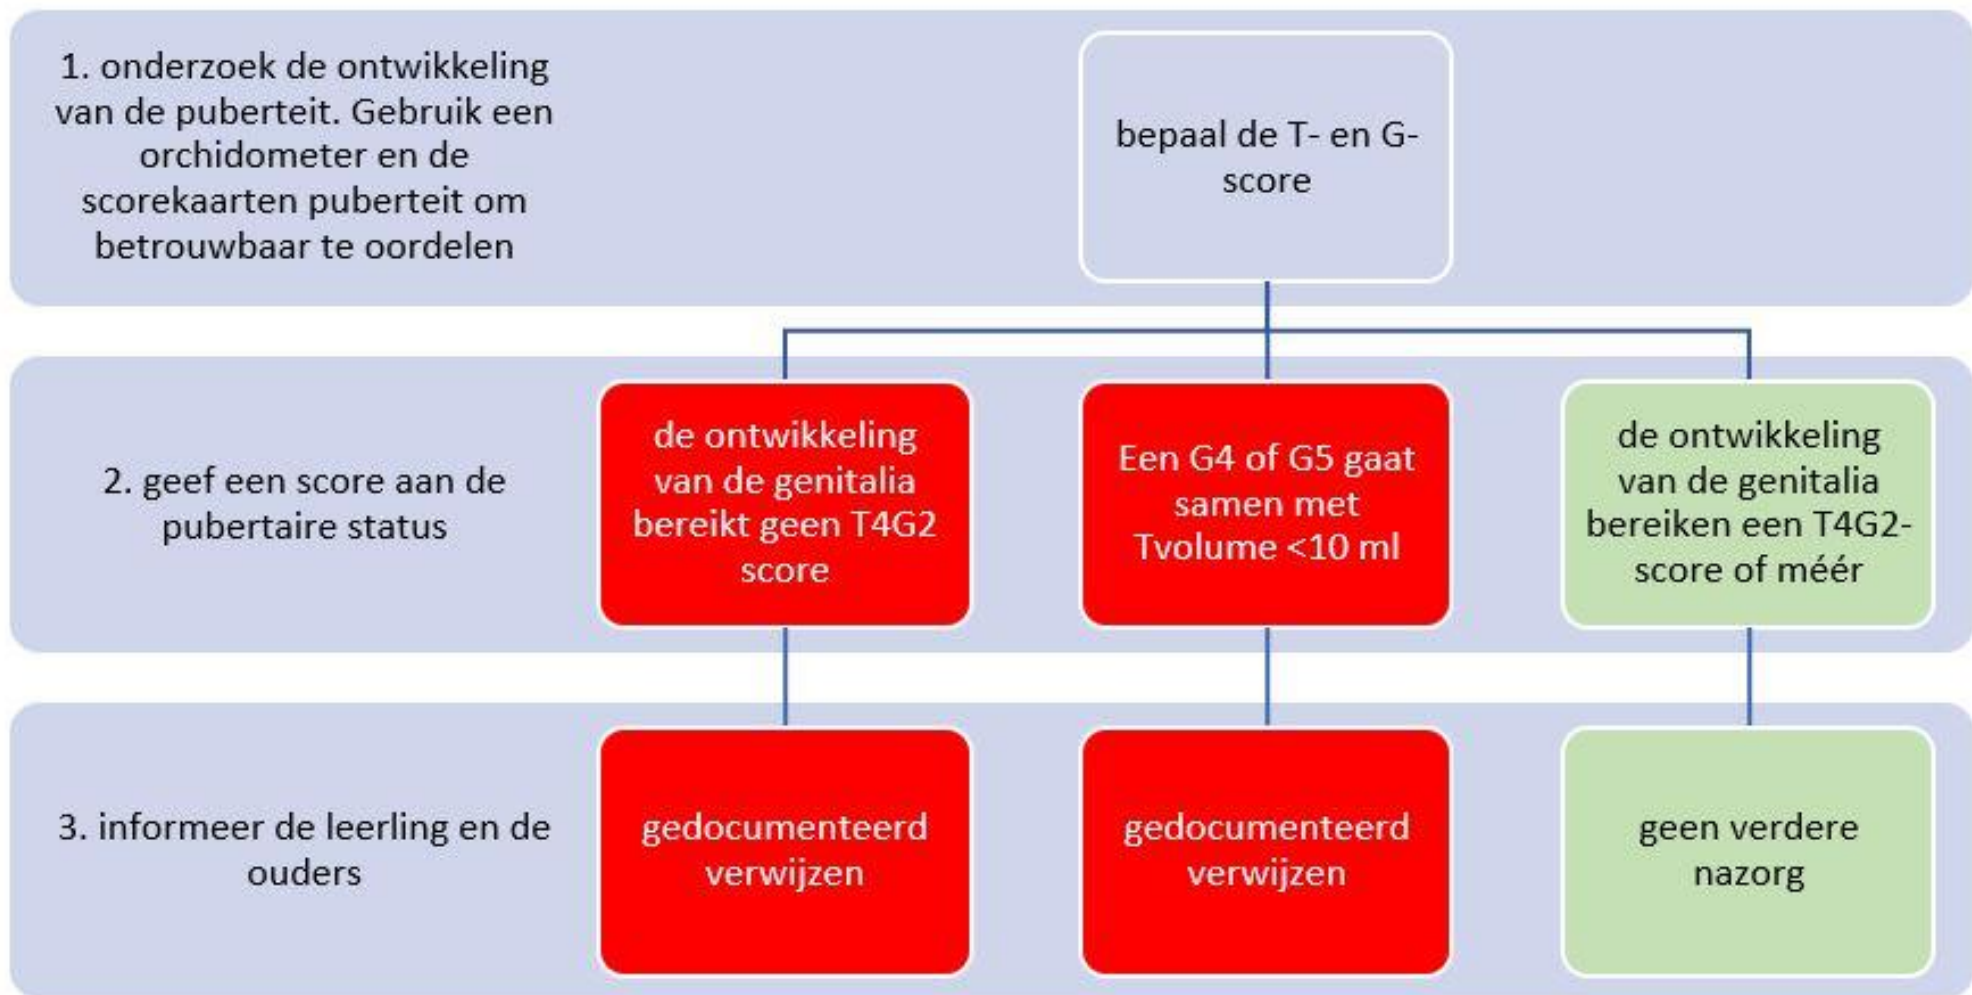 1. onderzoek de ontwikkeling
van de puberteit. Gebruik een
orchidometer en de
scorekaarten puberteit om
betrouwbaar te oordelen
bepaal de T- en G-
score
2. geef een score aan de
pubertaire status
de ontwikkeling
van de genitalia
bereikt geen T4G2
score
Een G4 of G5 gaat
samen met
Tvolume <10 ml
de ontwikkeling
van de genitalia
bereiken een T4G2-
score of méér
3. informeer de leerling en de
ouders
gedocumenteerd
verwijzen
gedocumenteerd
verwijzen
geen verdere
nazorg